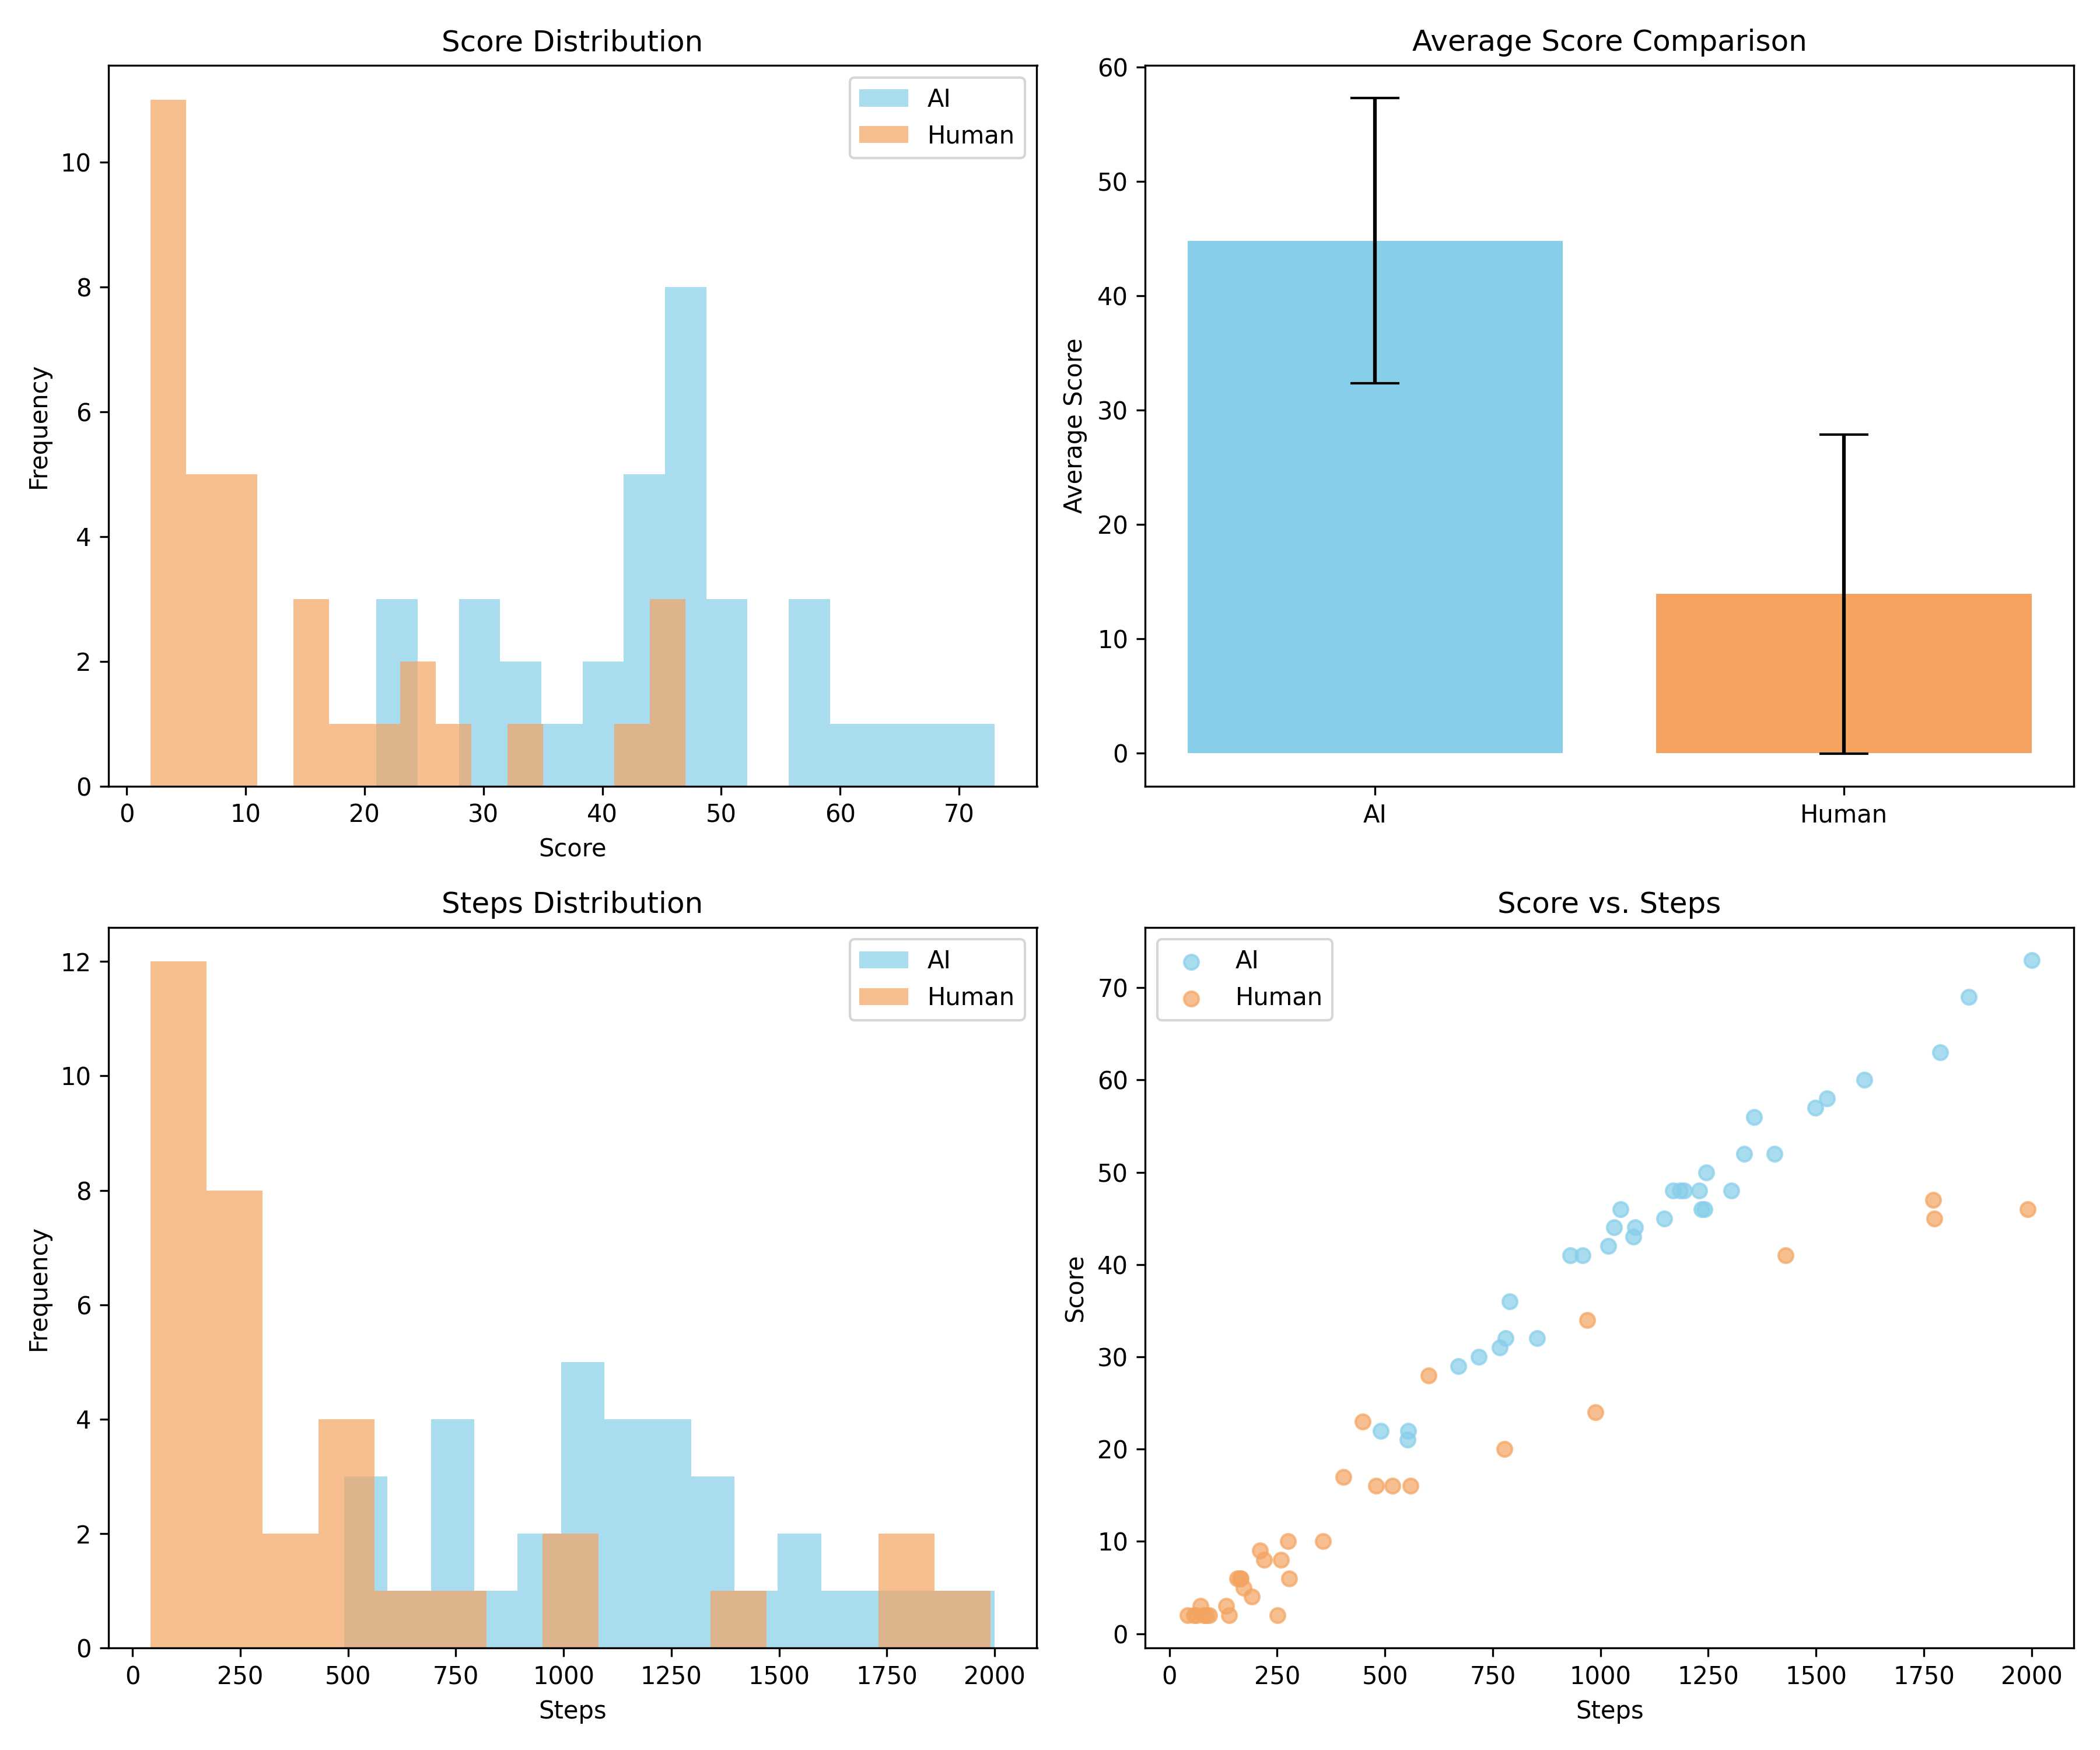 Score Distribution
AI
Human
Frequency
10
8
6
4
2
0
0 10 20 30 40 50 60 70
Score
Average Score Comparison
Average Score
60
50
40
30
20
10
0
AI Human
Steps Distribution
AI
Human
Frequency
12
10
8
6
4
2
0
0 250 500 750 1000 1250 1500 1750 2000
Steps
Score vs. Steps
AI
Human
Score
70
60
50
40
30
20
10
0
0 250 500 750 1000 1250 1500 1750 2000
Steps